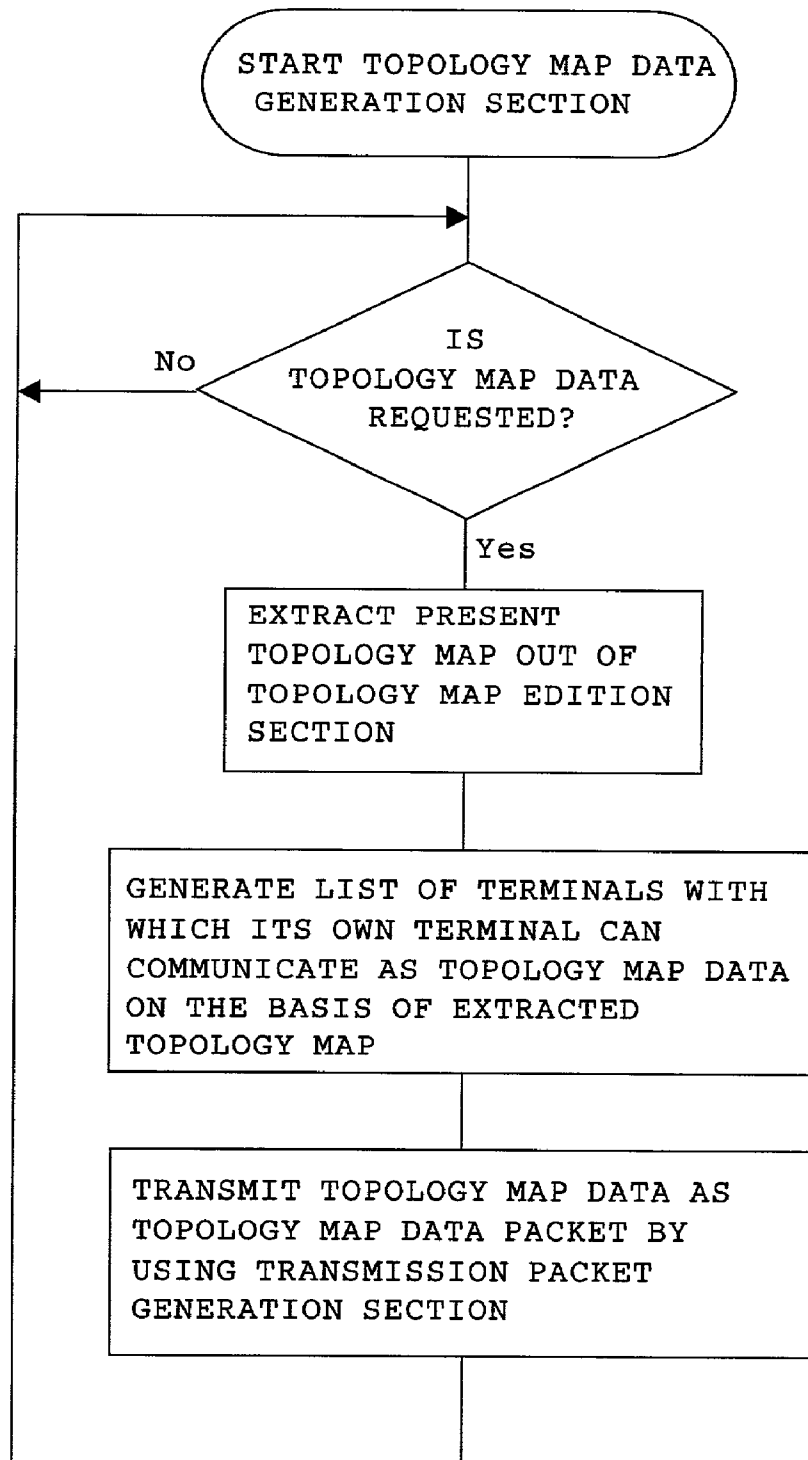 START TOPOLOGY MAP DATA
GENERATION SECTION
IS
TOPOLOGY MAP DATA
REQUESTED?
No
Yes
EXTRACT PRESENT
TOPOLOGY MAP OUT OF
TOPOLOGY MAP EDITION
SECTION
GENERATE LIST OF TERMINALS WITH
WHICH ITS OWN TERMINAL CAN
COMMUNICATE AS TOPOLOGY MAP DATA
ON THE BASIS OF EXTRACTED
TOPOLOGY MAP
TRANSMIT TOPOLOGY MAP DATA AS
TOPOLOGY MAP DATA PACKET BY
USING TRANSMISSION PACKET
GENERATION SECTION